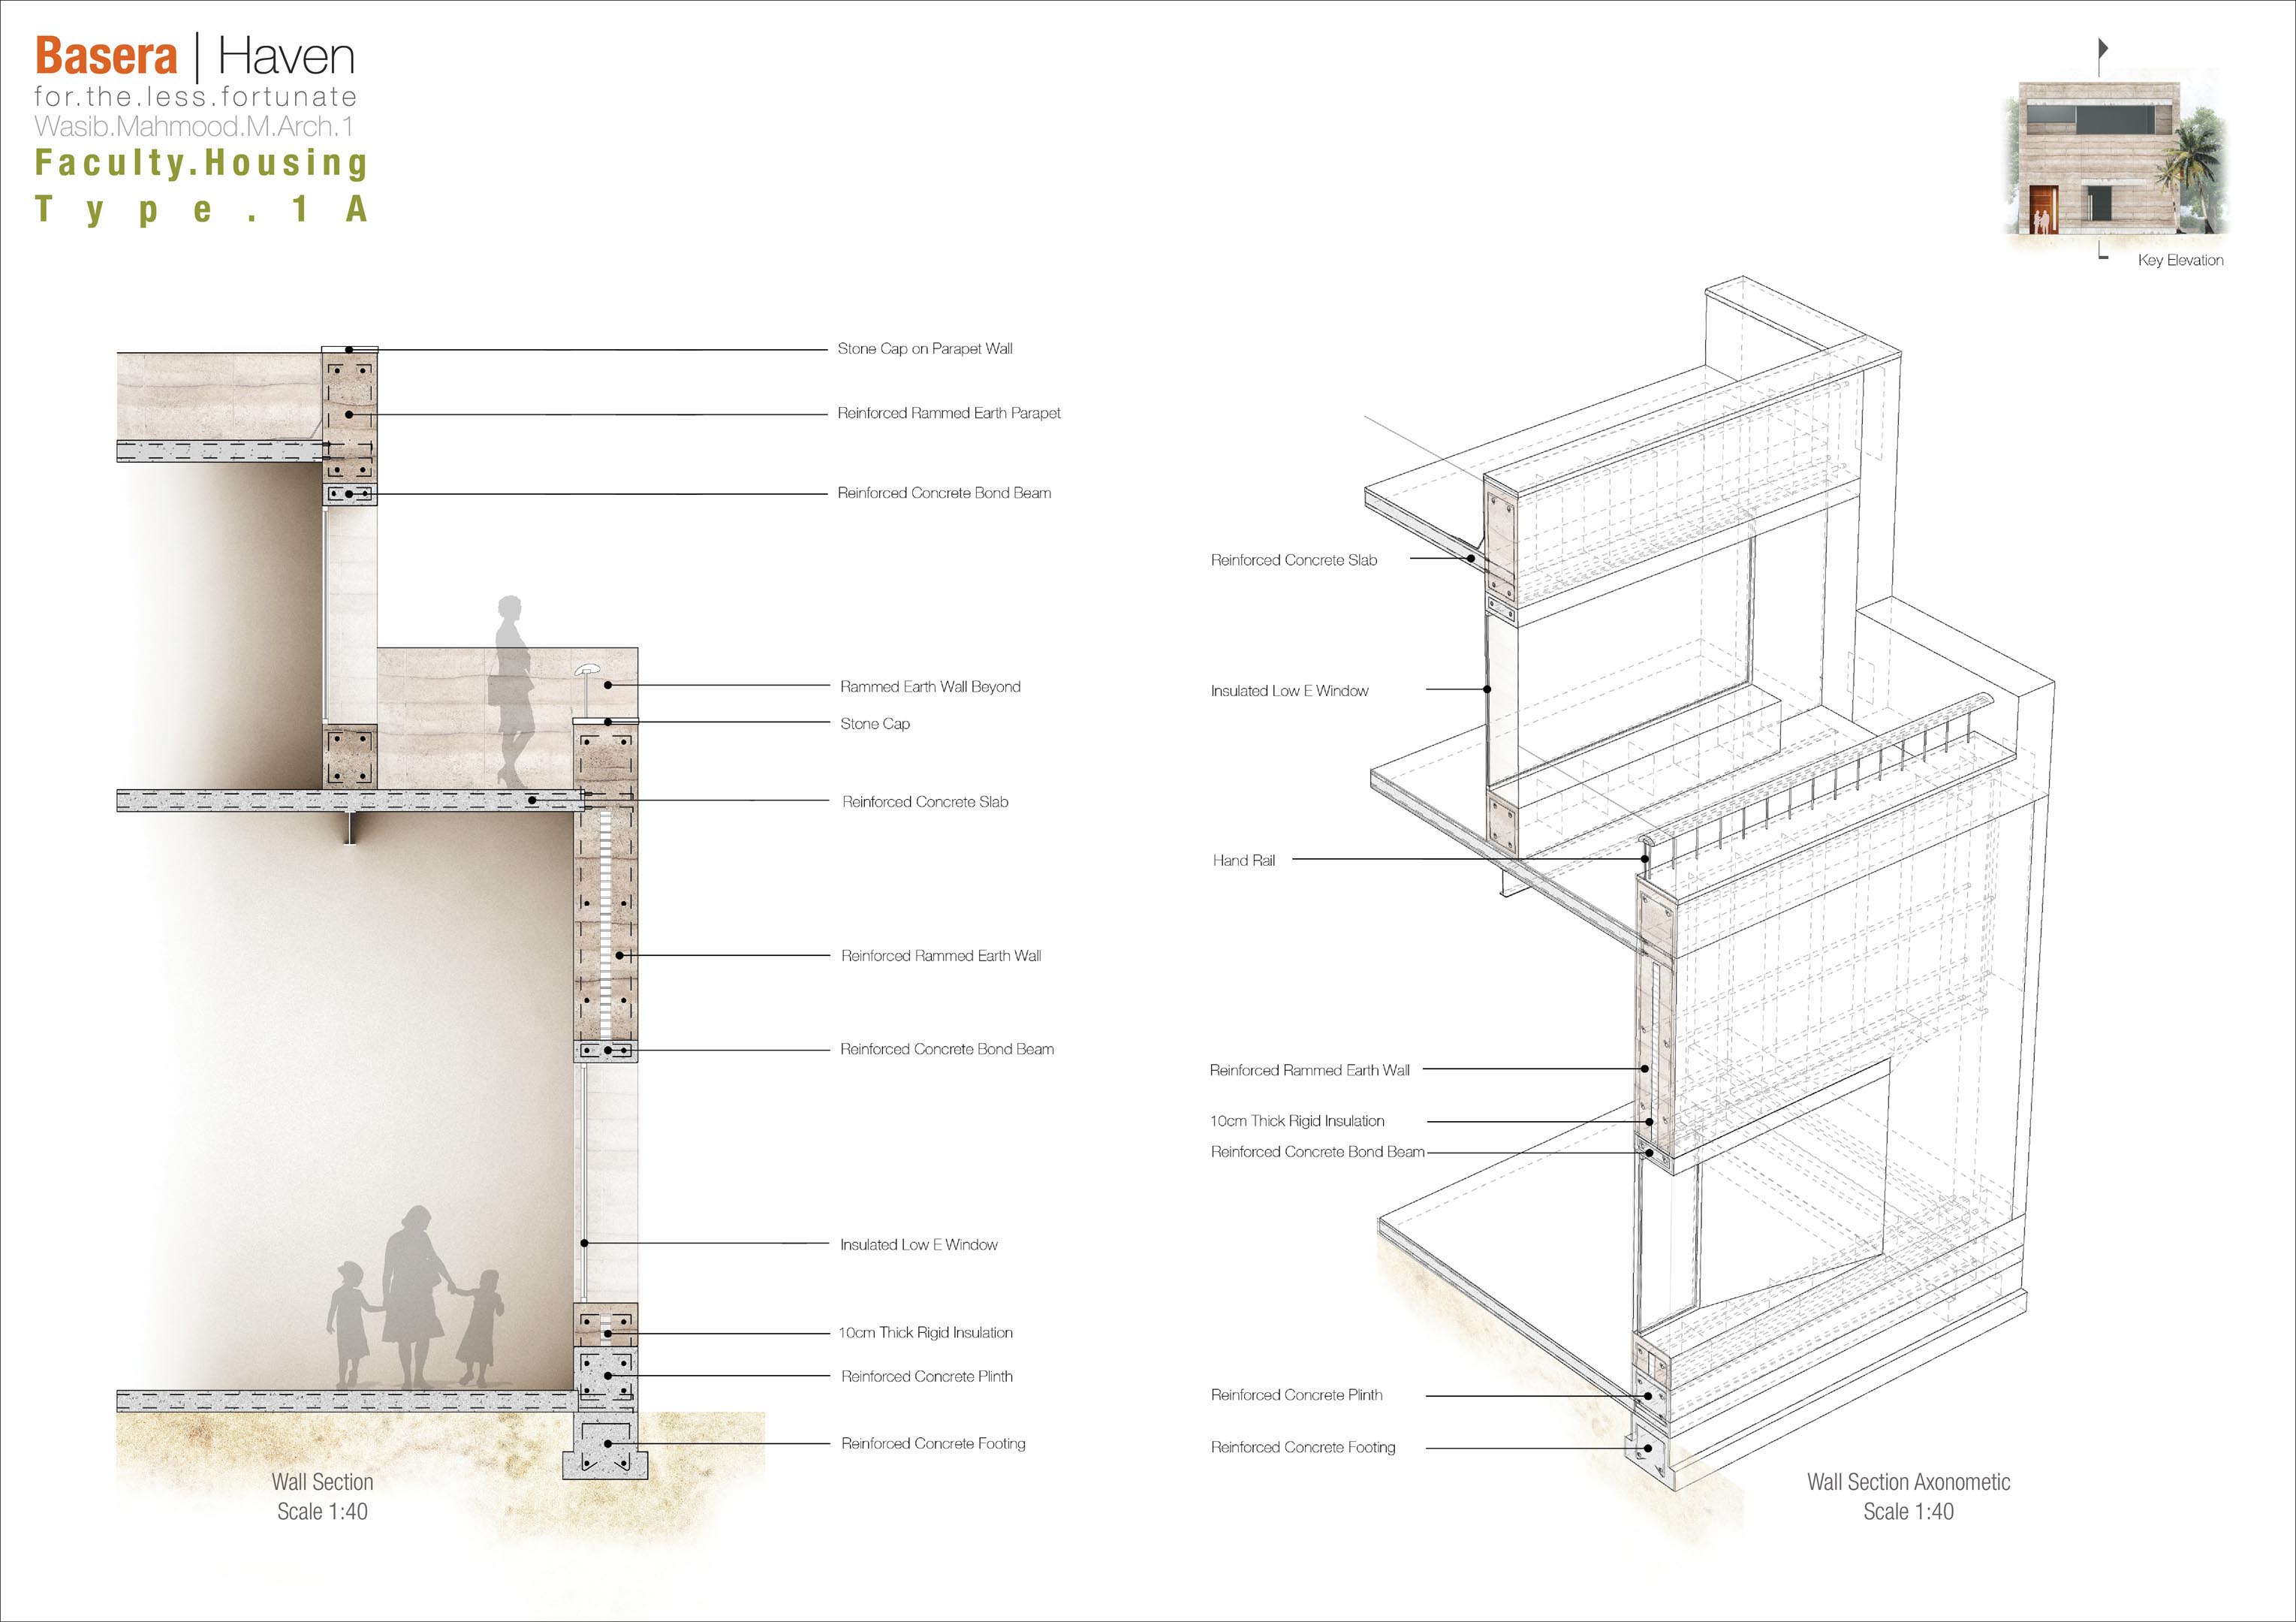 Basera | Haven
for.the.less.fortunate
Wasib.Mahmood.M.Arch.1
Faculty.Housing
Type.1A
Key Elevation
Stone Cap on Parapet Wall
Reinforced Rammed Earth Parapet
Reinforced Concrete Bond Beam
Rammed Earth Wall Beyond
Stone Cap
Reinforced Concrete Slab
Reinforced Rammed Earth Wall
Reinforced Concrete Bond Beam
Insulated Low E Window
10cm Thick Rigid Insulation
Reinforced Concrete Plinth
Reinforced Concrete Footing
Wall Section
Scale 1:40
Reinforced Concrete Slab
Insulated Low E Window
Hand Rail
Reinforced Rammed Earth Wall
10cm Thick Rigid Insulation
Reinforced Concrete Bond Beam
Reinforced Concrete Plinth
Reinforced Concrete Footing
Wall Section Axonometic
Scale 1:40